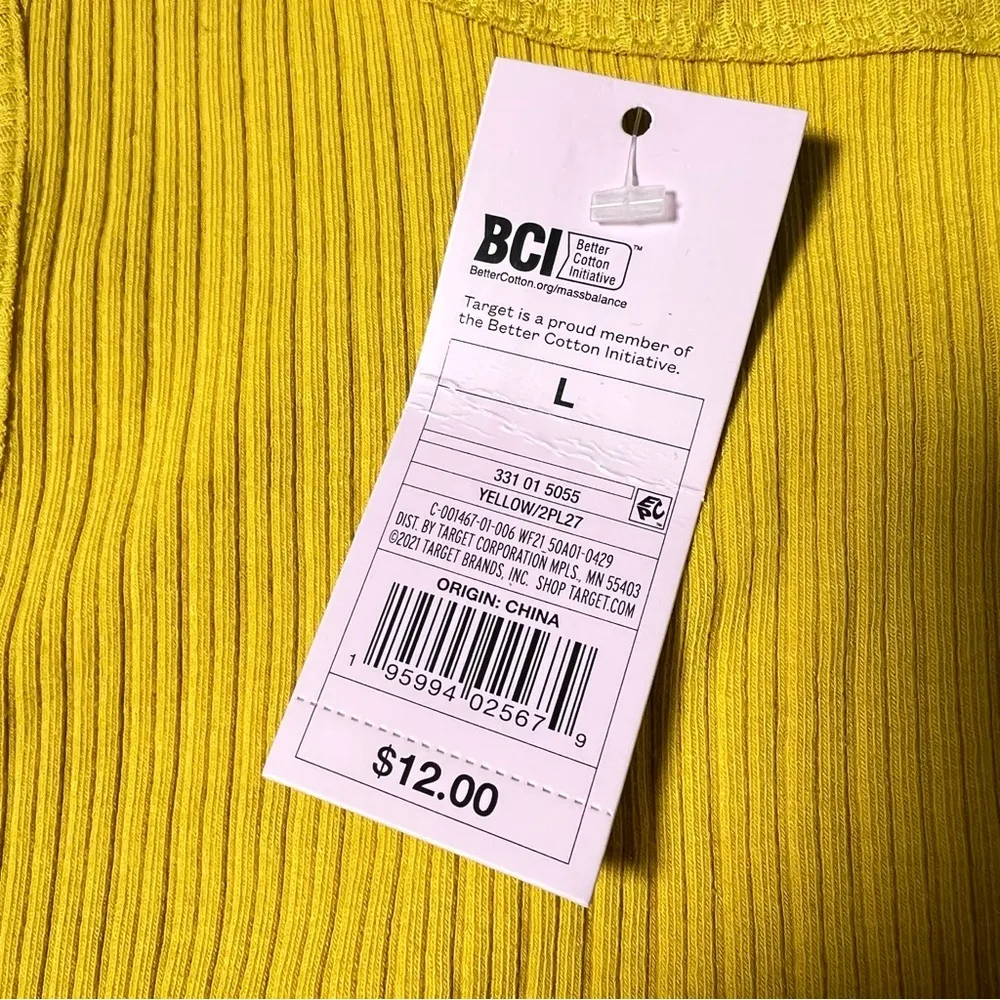 BCI Better Cotton Initiative™
BetterCotton.org/massbalance
Target is a proud member of
the Better Cotton Initiative.
L
331 01 5055
YELLOW/2PL27
EPC
C-001467-01-006 WF21 50A01-0429
DIST. BY TARGET CORPORATION MPLS., MN 55403
©2021 TARGET BRANDS, INC. SHOP TARGET.COM
ORIGIN: CHINA
1 95994 02567 9
$12.00